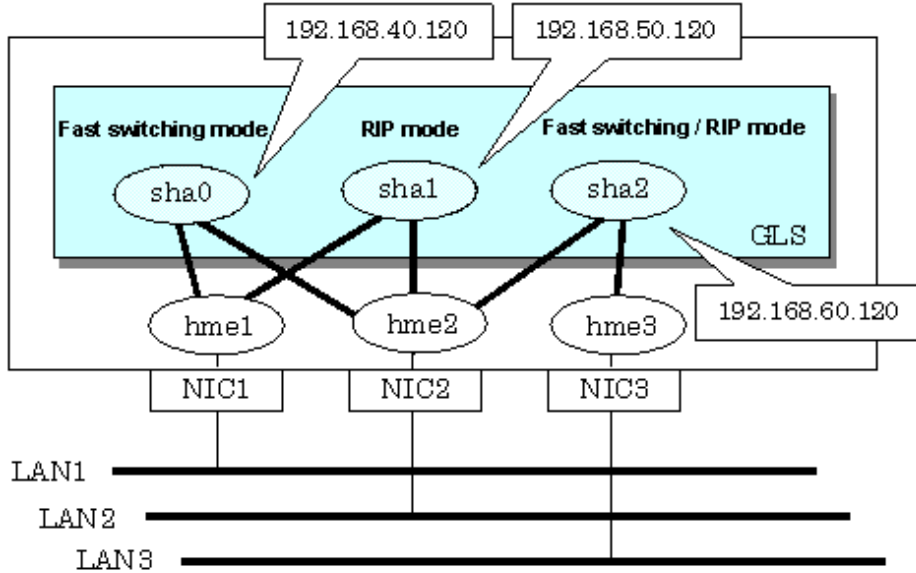 192.168.40.120
192.168.50.120
Fast switching mode
RIP mode
Fast switching / RIP mode
sha0
sha1
sha2
GLS
192.168.60.120
hme1
hme2
hme3
NIC1
NIC2
NIC3
LAN1
LAN2
LAN3